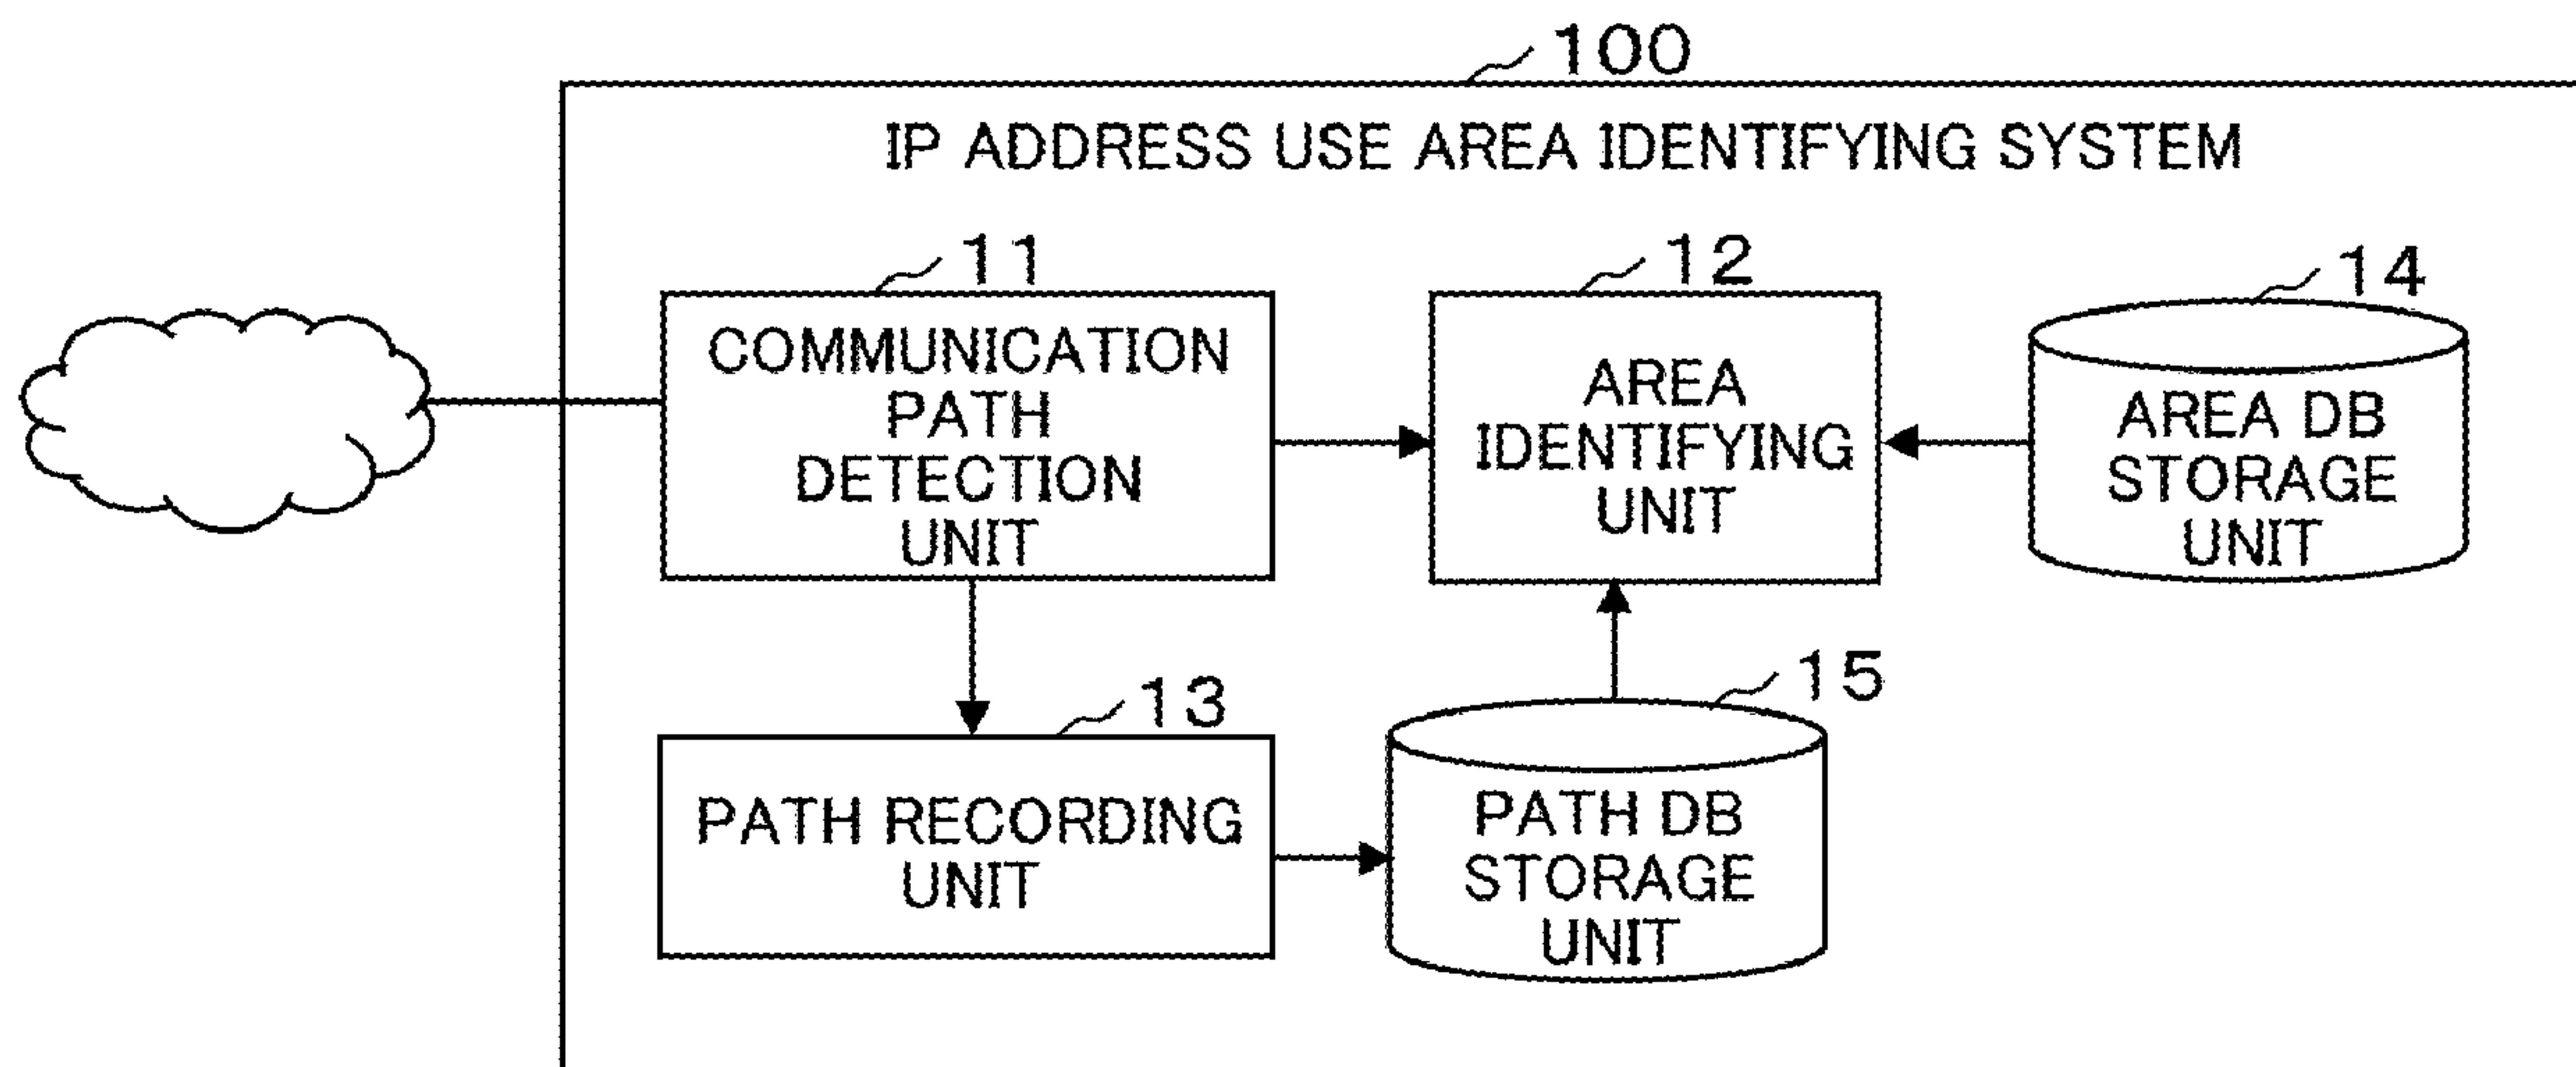 100
IP ADDRESS USE AREA IDENTIFYING SYSTEM
11
COMMUNICATION
PATH
DETECTION
UNIT
12
AREA
IDENTIFYING
UNIT
14
AREA DB
STORAGE
UNIT
13
PATH RECORDING
UNIT
15
PATH DB
STORAGE
UNIT